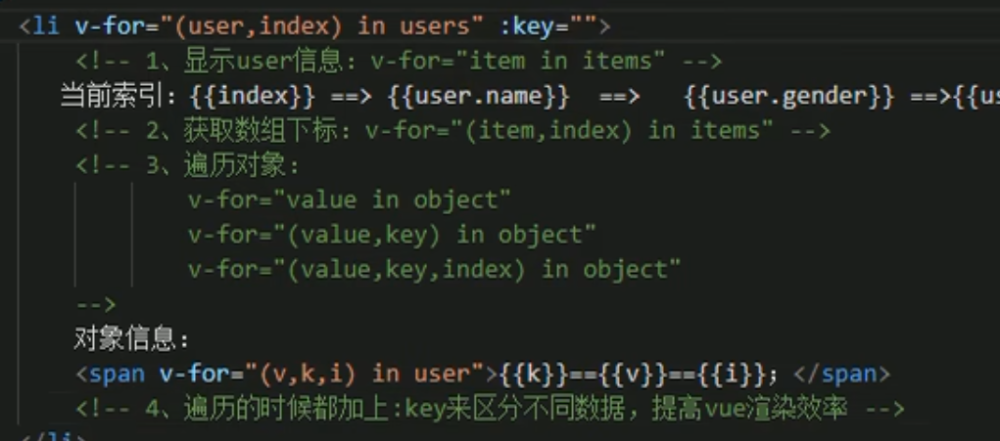 <li v-for="(user,index) in users" :key="">
<!-- 1、显示user信息：v-for="item in items" -->
当前索引：{{index}} ==> {{user.name}} ==> {{user.gender}} ==>{{us
<!-- 2、获取数组下标：v-for="(item,index) in items" -->
<!-- 3、遍历对象：
v-for="value in object"
v-for="(value,key) in object"
v-for="(value,key,index) in object"
-->
对象信息：
<span v-for="(v,k,i) in user">{{k}}=={{v}}=={{i}}；</span>
<!-- 4、遍历的时候都加上:key来区分不同数据，提高vue渲染效率 -->
</li>